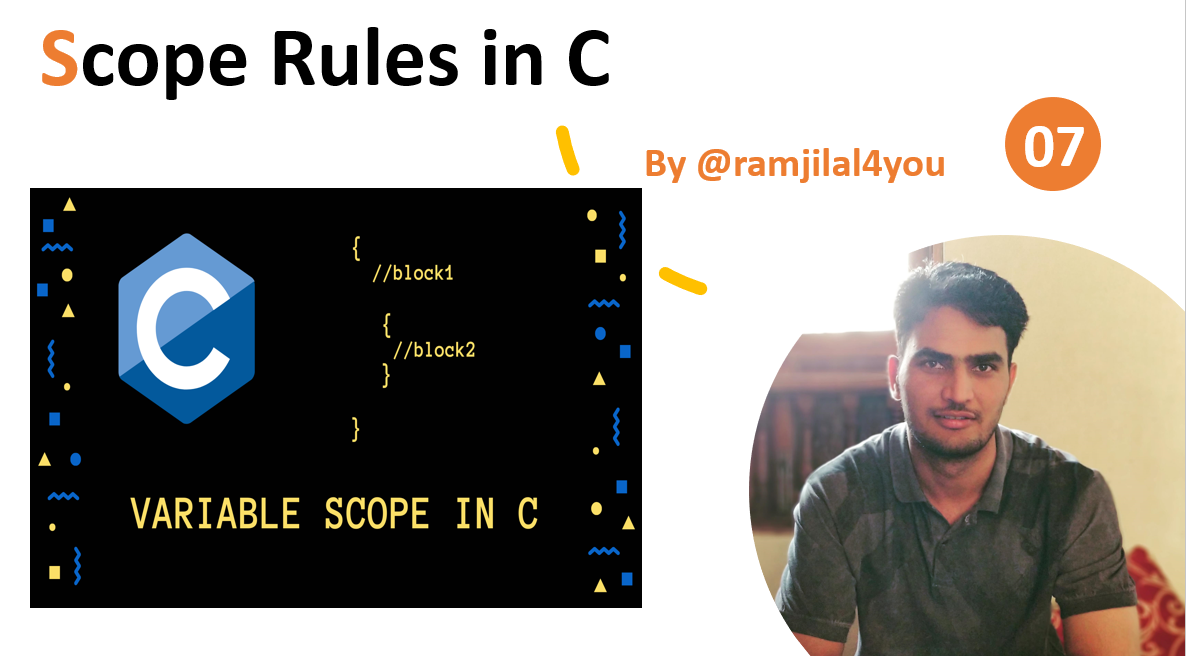 Scope Rules in C
By @ramjilal4you
07
C
{
//block1
{
//block2
}
}
VARIABLE SCOPE IN C